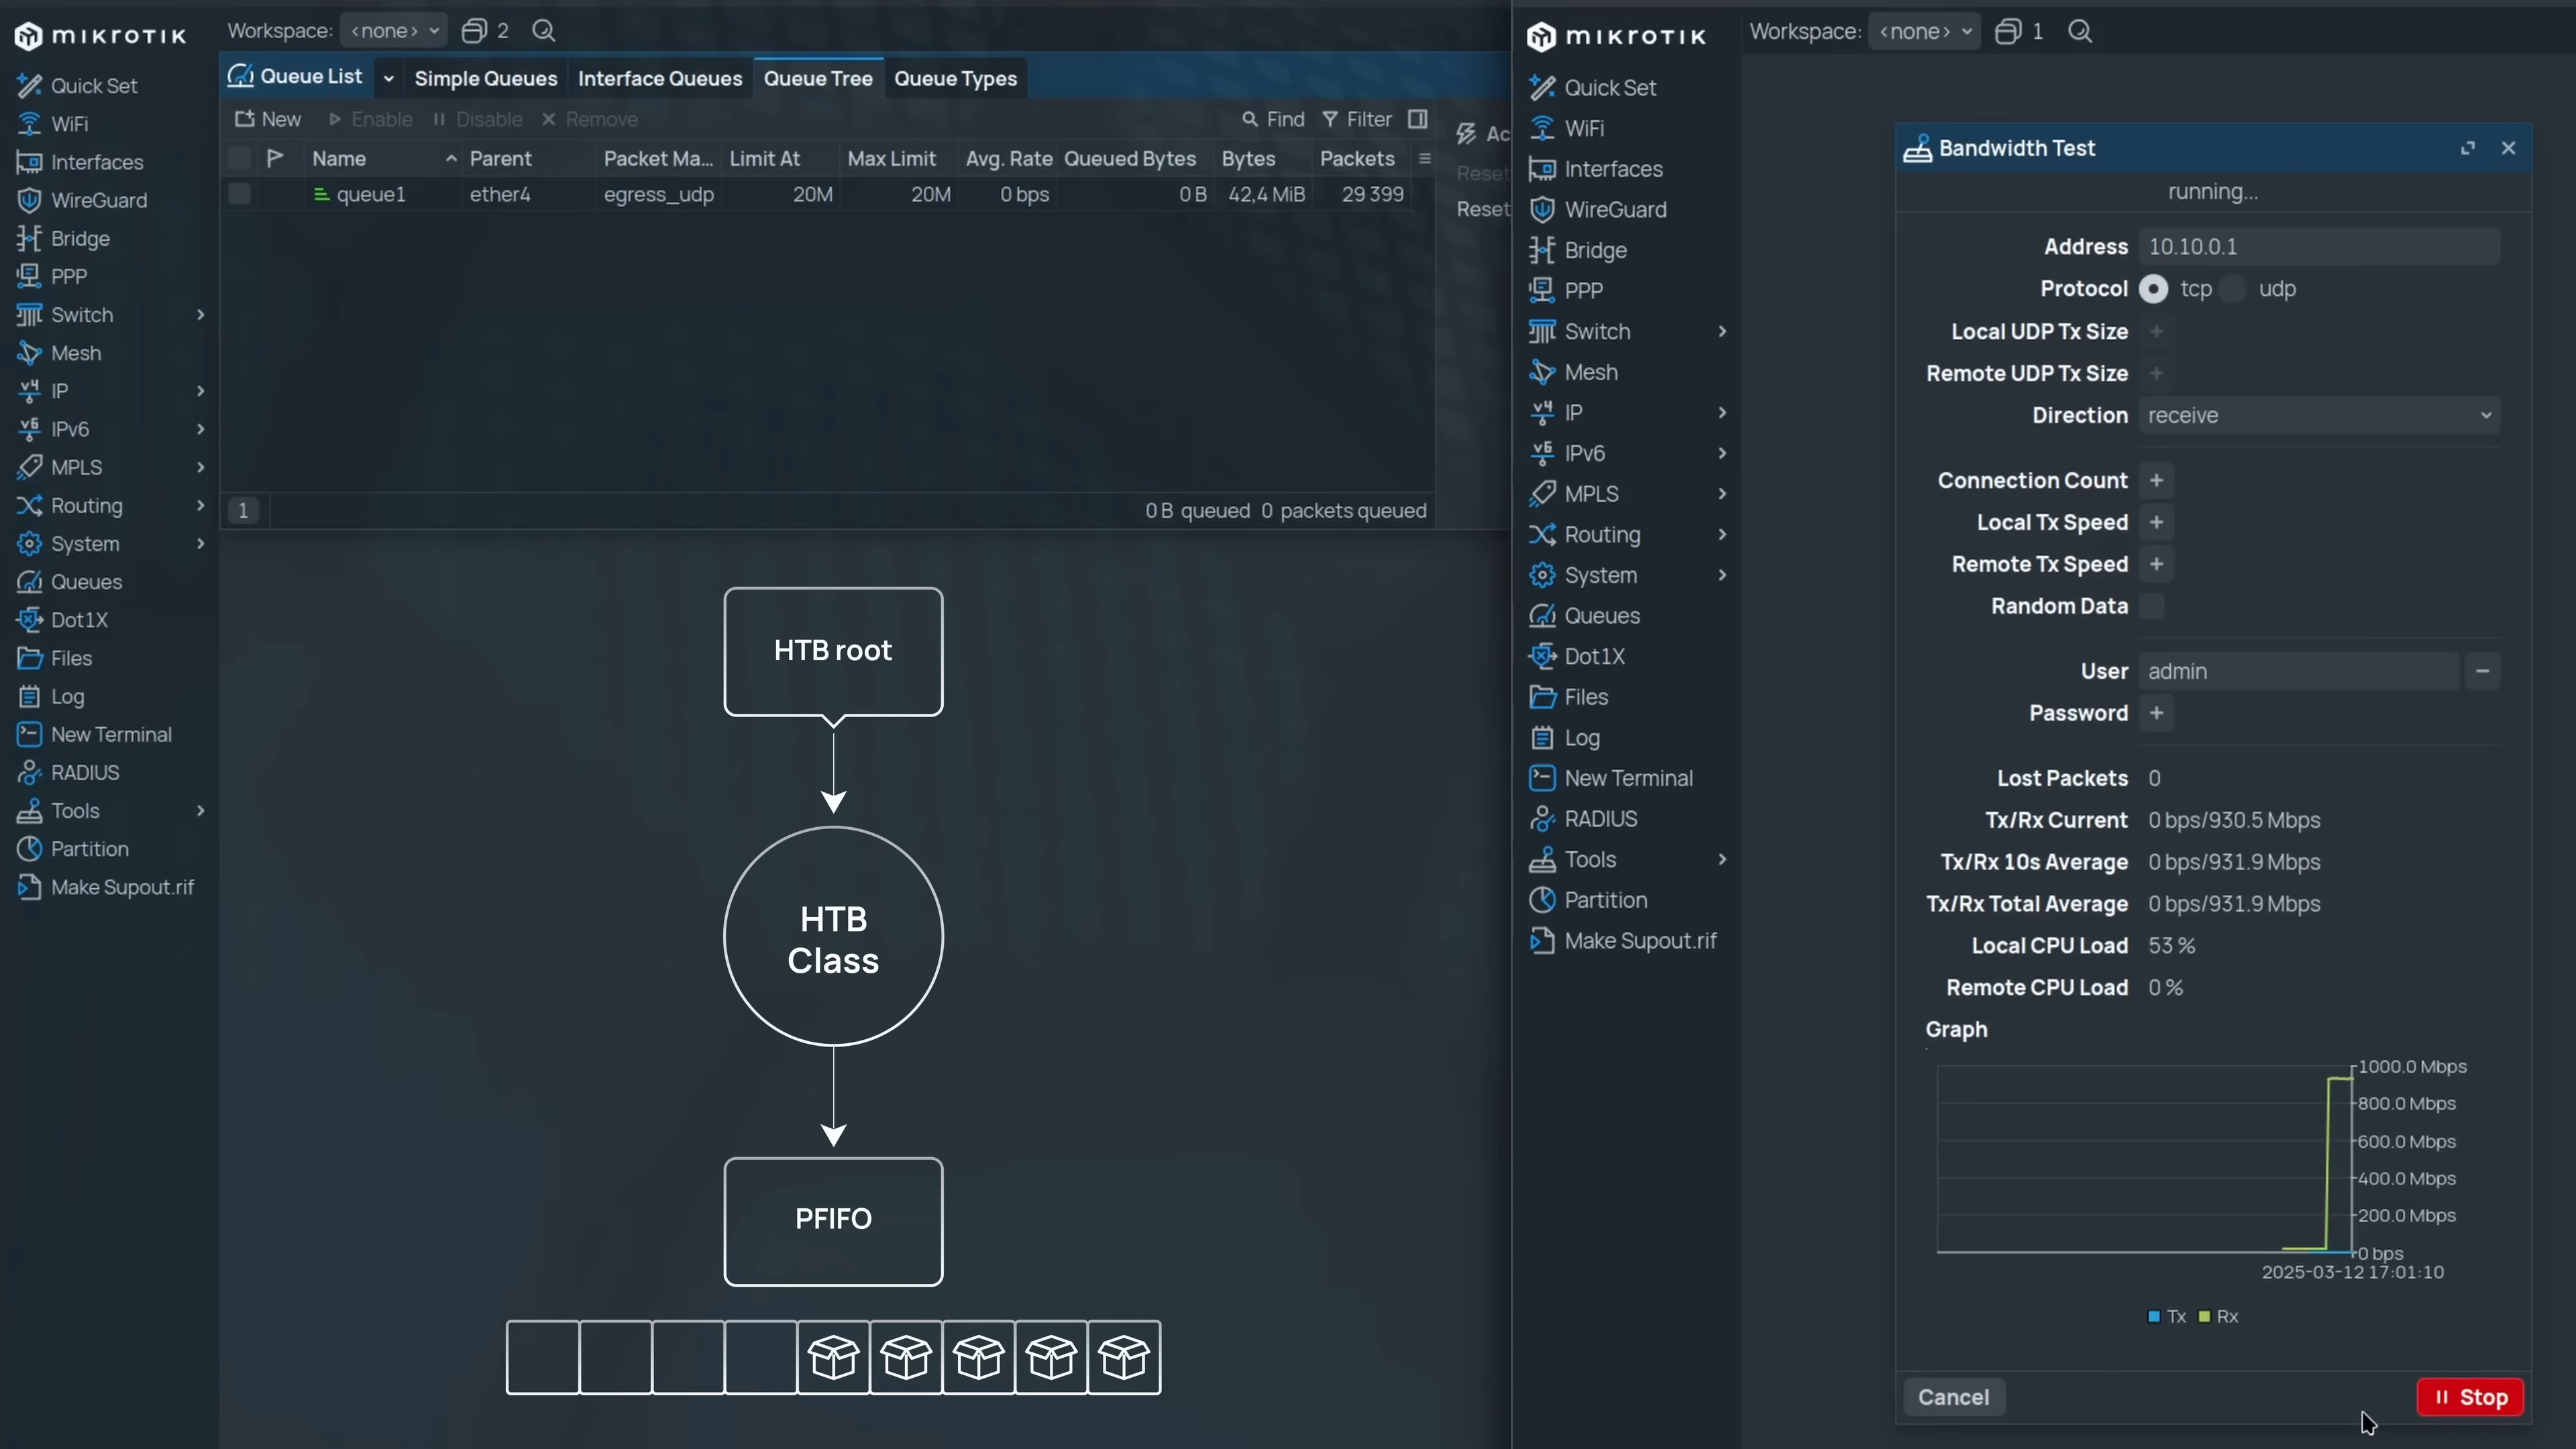 mikrotik
Workspace: <none> 2
Queue List Simple Queues Interface Queues Queue Tree Queue Types
New Enable Disable Remove Find Filter
Name Parent Packet Ma... Limit At Max Limit Avg. Rate Queued Bytes Bytes Packets
queue1 ether4 egress_udp 20M 20M 0 bps 0 B 42,4 MiB 29 399
1 0 B queued 0 packets queued
Ac
Reset
Reset
Quick Set
WiFi
Interfaces
WireGuard
Bridge
PPP
Switch
Mesh
v4 IP
v6 IPv6
MPLS
Routing
System
Queues
Dot1X
Files
Log
New Terminal
RADIUS
Tools
Partition
Make Supout.rif
HTB root
HTB
Class
PFIFO
mikrotik
Workspace: <none> 1
Quick Set
WiFi
Interfaces
WireGuard
Bridge
PPP
Switch
Mesh
v4 IP
v6 IPv6
MPLS
Routing
System
Queues
Dot1X
Files
Log
New Terminal
RADIUS
Tools
Partition
Make Supout.rif
Bandwidth Test
running...
Address 10.10.0.1
Protocol tcp udp
Local UDP Tx Size +
Remote UDP Tx Size +
Direction receive
Connection Count +
Local Tx Speed +
Remote Tx Speed +
Random Data
User admin −
Password +
Lost Packets 0
Tx/Rx Current 0 bps/930.5 Mbps
Tx/Rx 10s Average 0 bps/931.9 Mbps
Tx/Rx Total Average 0 bps/931.9 Mbps
Local CPU Load 53 %
Remote CPU Load 0 %
Graph
1000.0 Mbps
800.0 Mbps
600.0 Mbps
400.0 Mbps
200.0 Mbps
0 bps
2025-03-12 17:01:10
Tx Rx
Cancel Stop